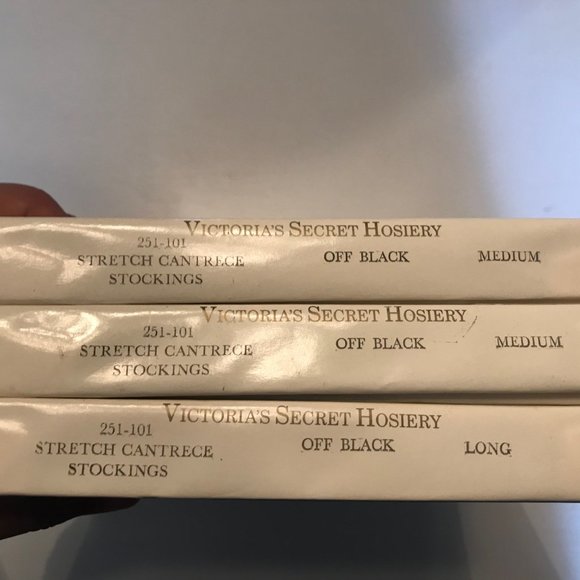 VICTORIA'S SECRET HOSIERY
251-101
STRETCH CANTRECE OFF BLACK MEDIUM
STOCKINGS
VICTORIA'S SECRET HOSIERY
251-101
STRETCH CANTRECE OFF BLACK MEDIUM
STOCKINGS
VICTORIA'S SECRET HOSIERY
251-101
STRETCH CANTRECE OFF BLACK LONG
STOCKINGS